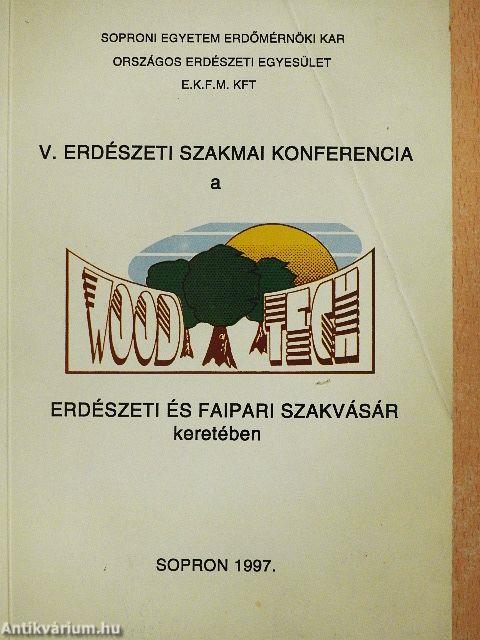 SOPRONI EGYETEM ERDŐMÉRNÖKI KAR
ORSZÁGOS ERDÉSZETI EGYESÜLET
E.K.F.M. KFT
V. ERDÉSZETI SZAKMAI KONFERENCIA
a
WOOD TECH
ERDÉSZETI ÉS FAIPARI SZAKVÁSÁR
keretében
SOPRON 1997.
Antikvárium.hu